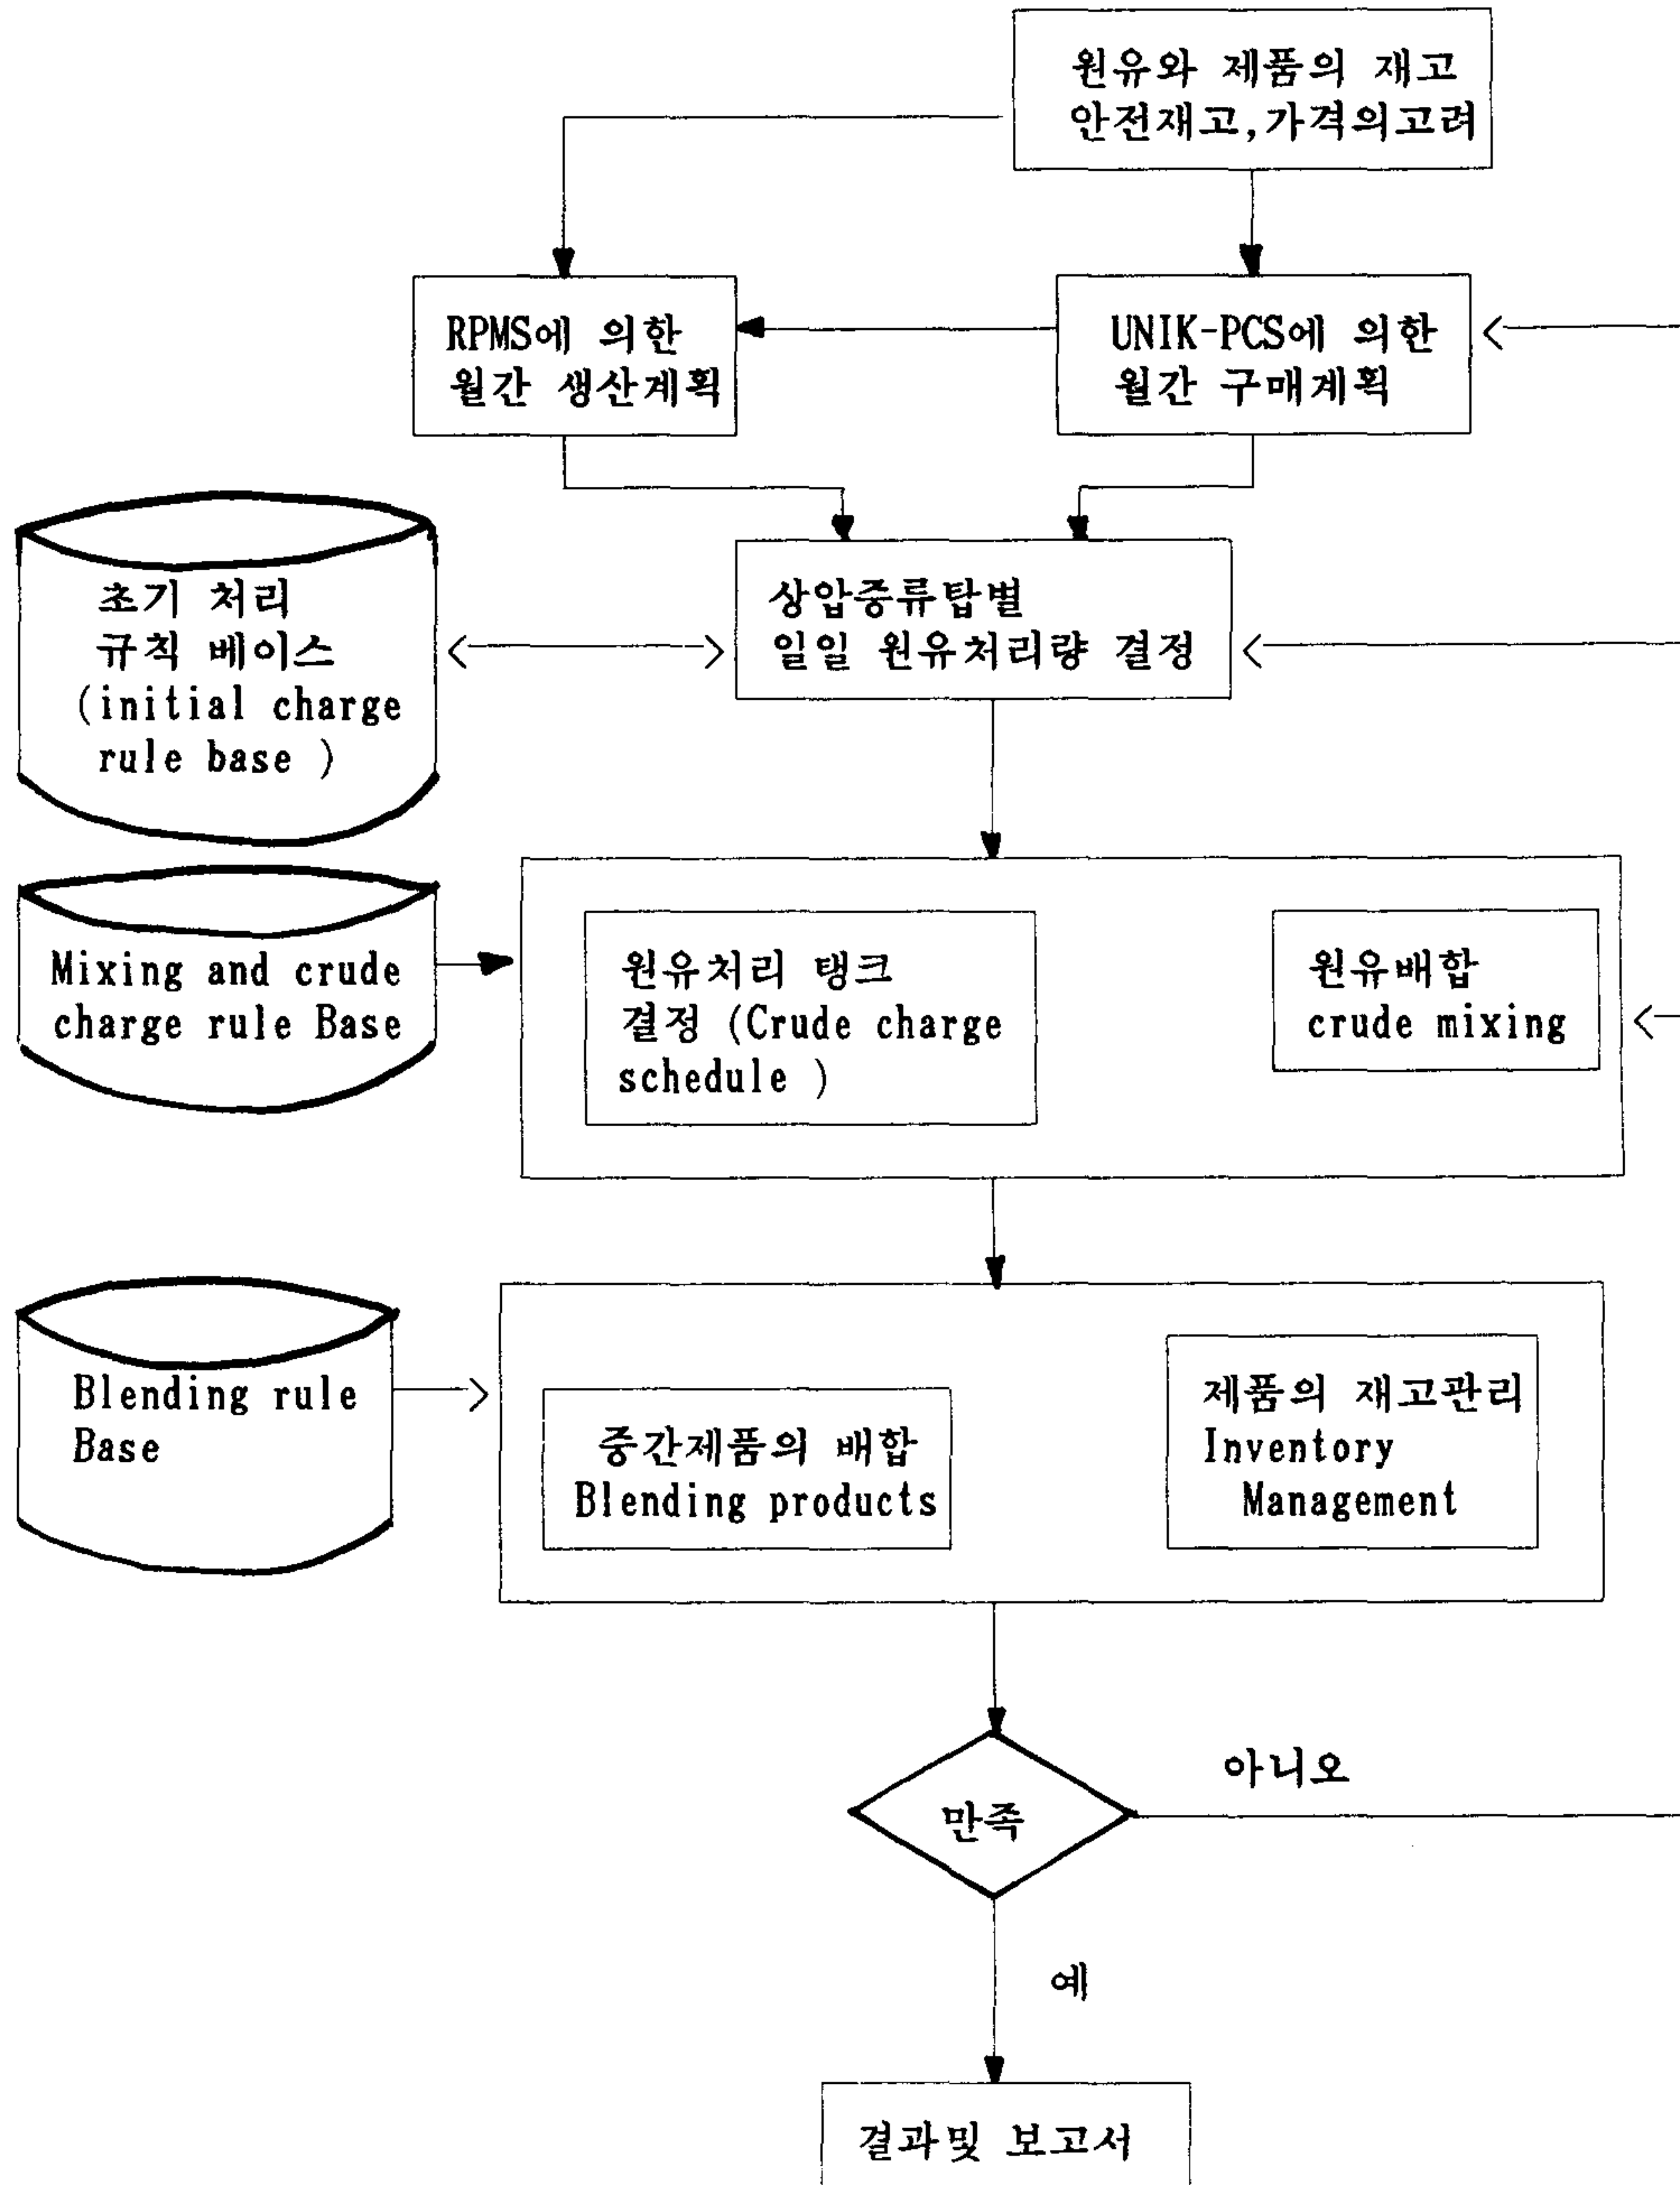 원유와 제품의 재고
안전재고,가격의고려
RPMS에 의한
월간 생산계획
UNIK-PCS에 의한
월간 구매계획
초기 처리
규칙 베이스
(initial charge
rule base )
상압증류탑별
일일 원유처리량 결정
Mixing and crude
charge rule Base
원유처리 탱크
결정 (Crude charge
schedule )
원유배합
crude mixing
Blending rule
Base
중간제품의 배합
Blending products
제품의 재고관리
Inventory
Management
만족
아니오
예
결과및 보고서